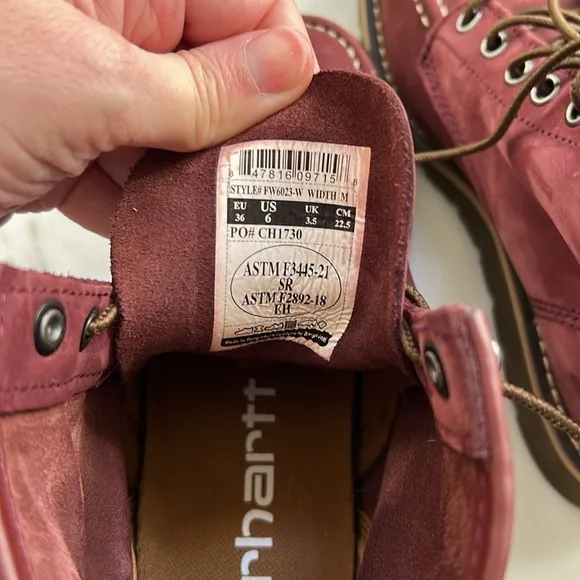 8 47816 09715 8
STYLE# FW6023-W WIDTH M
EU US UK CM
36 6 3.5 22.5
PO# CH1730
ASTM F3445-21
SR
ASTM F2892-18
EH
rhartt